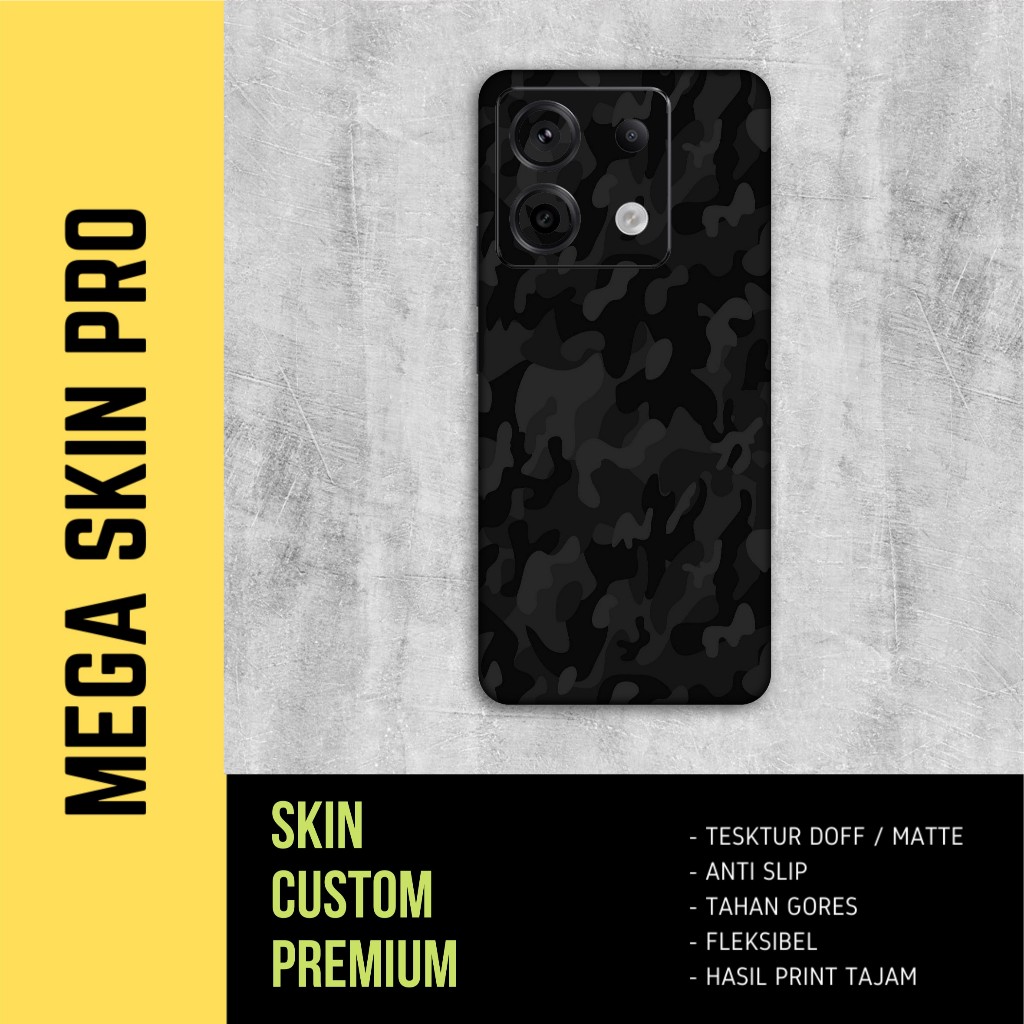 MEGA SKIN PRO
SKIN
CUSTOM
PREMIUM
- TESKTUR DOFF / MATTE
- ANTI SLIP
- TAHAN GORES
- FLEKSIBEL
- HASIL PRINT TAJAM